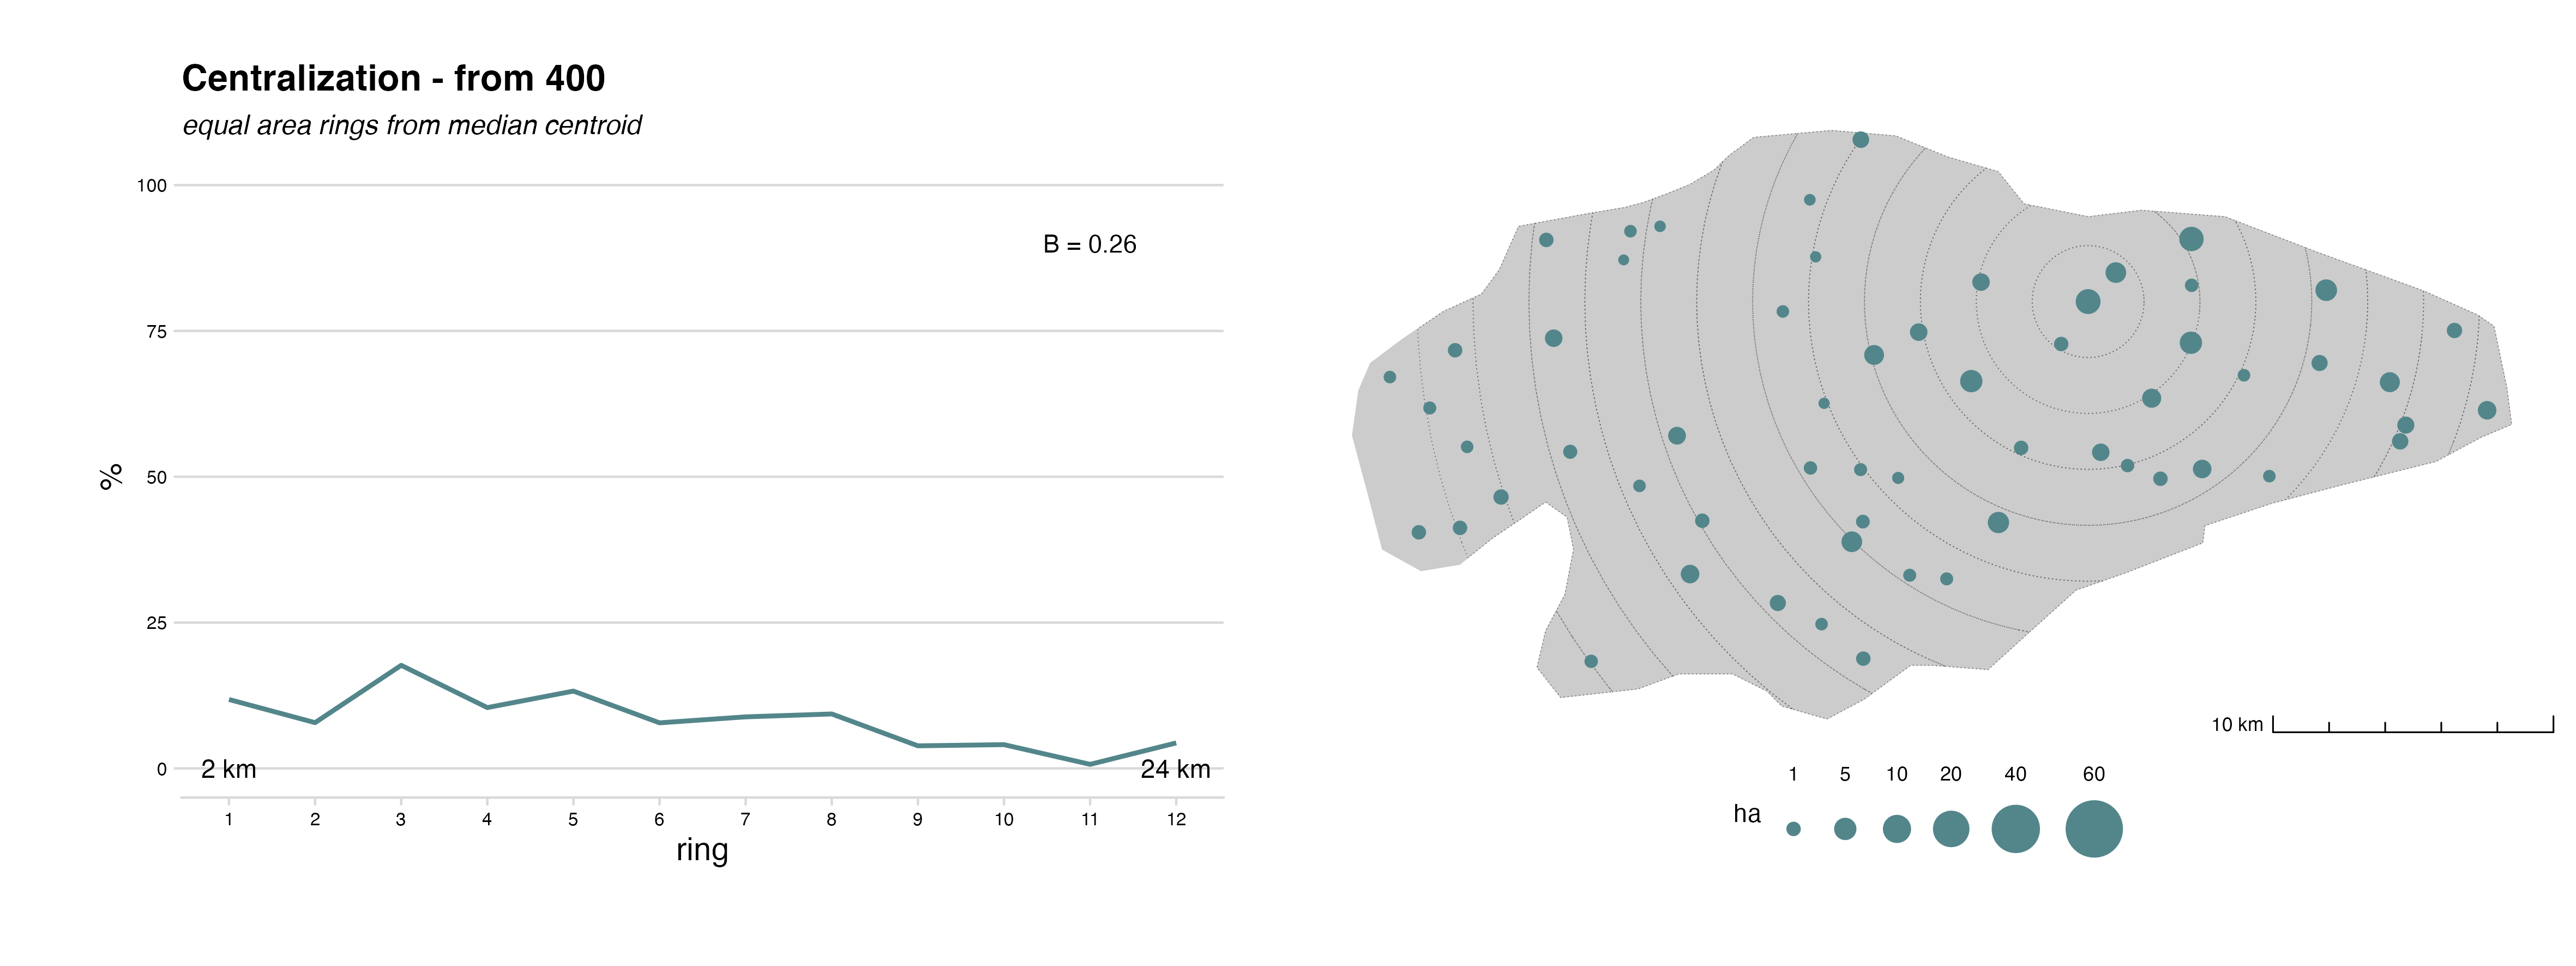 Centralization - from 400
equal area rings from median centroid
100
75
50
25
0
%
B = 0.26
2 km
24 km
1 2 3 4 5 6 7 8 9 10 11 12
ring
10 km
1 5 10 20 40 60
ha